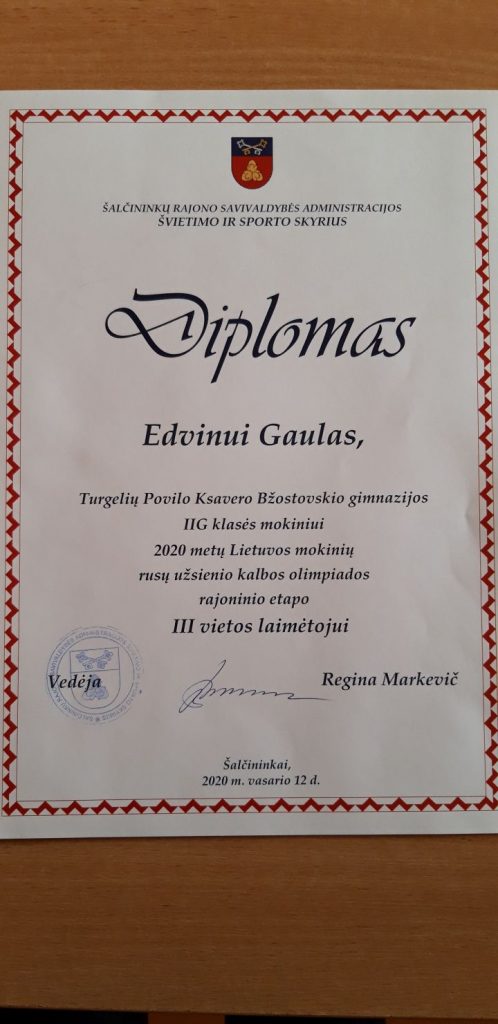 ŠALČININKŲ RAJONO SAVIVALDYBĖS ADMINISTRACIJOS
ŠVIETIMO IR SPORTO SKYRIUS
Diplomas
Edvinui Gaulas,
Turgelių Povilo Ksavero Bžostovskio gimnazijos
IIG klasės mokiniui
2020 metų Lietuvos mokinių
rusų užsienio kalbos olimpiados
rajoninio etapo
III vietos laimėtojui
Vedėja Regina Markevič
Šalčininkai,
2020 m. vasario 12 d.